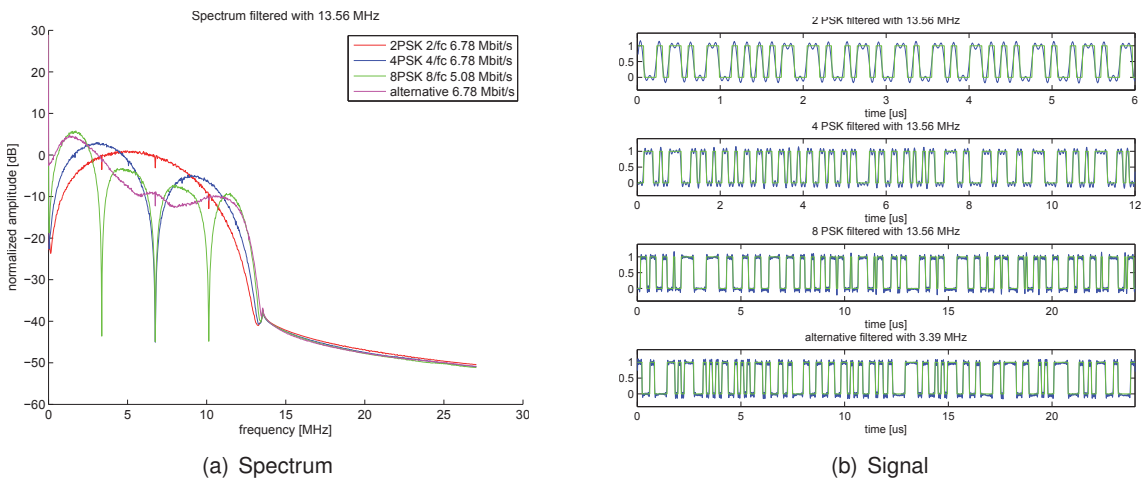 Spectrum filtered with 13.56 MHz
30
20
10
0
−10
−20
−30
−40
−50
−60
normalized amplitude [dB]
2PSK 2/fc 6.78 Mbit/s
4PSK 4/fc 6.78 Mbit/s
8PSK 8/fc 5.08 Mbit/s
alternative 6.78 Mbit/s
0 5 10 15 20 25 30
frequency [MHz]
(a) Spectrum
2 PSK filtered with 13.56 MHz
1
0.5
0
0 1 2 3 4 5 6
time [us]
4 PSK filtered with 13.56 MHz
1
0.5
0
0 2 4 6 8 10 12
time [us]
8 PSK filtered with 13.56 MHz
1
0.5
0
5 10 15 20
time [us]
alternative filtered with 3.39 MHz
1
0.5
0
5 10 15 20
time [us]
(b) Signal